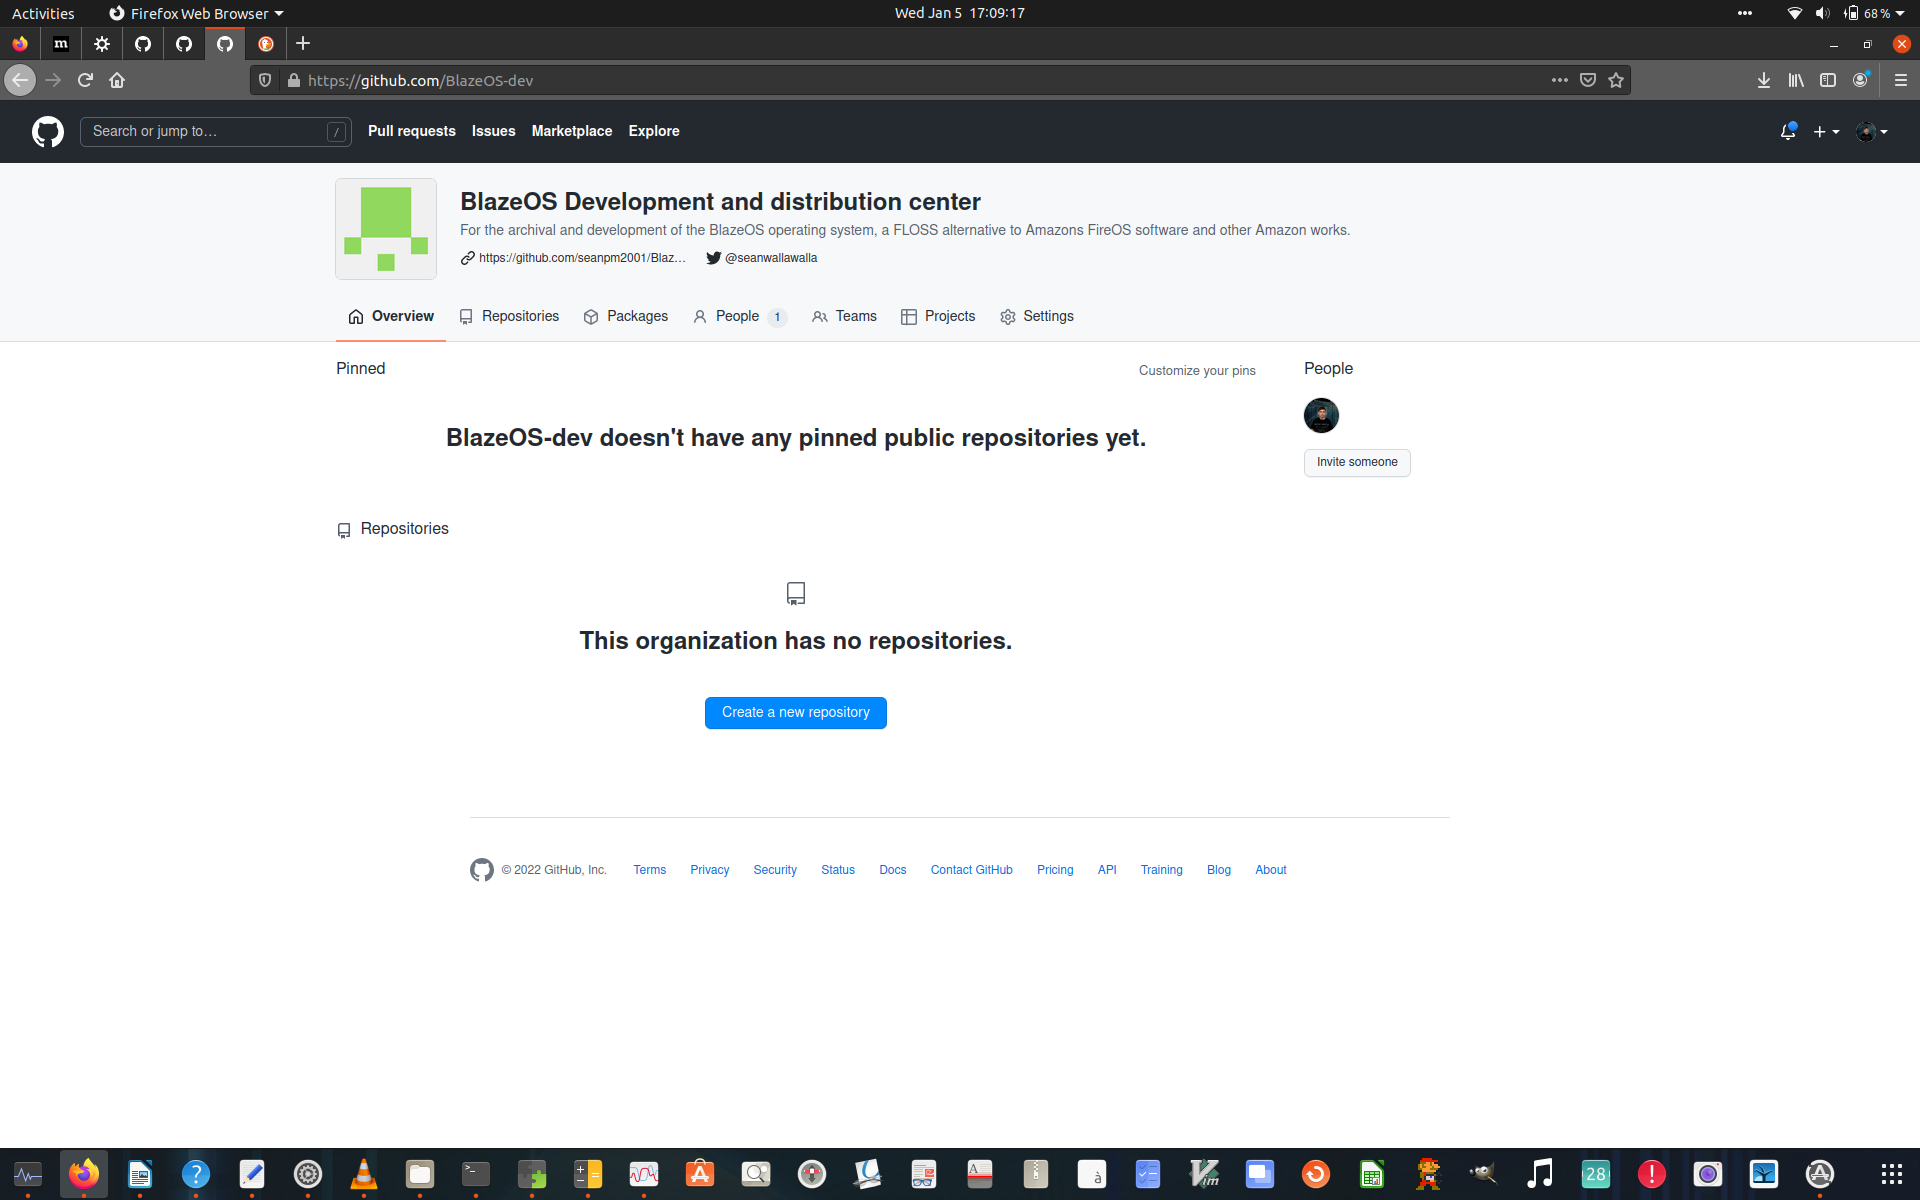 Activities Firefox Web Browser Wed Jan 5 17:09:17 68 %
m
https://github.com/BlazeOS-dev
Search or jump to… / Pull requests Issues Marketplace Explore
BlazeOS Development and distribution center
For the archival and development of the BlazeOS operating system, a FLOSS alternative to Amazons FireOS software and other Amazon works.
https://github.com/seanpm2001/Blaz… @seanwallawalla
Overview Repositories Packages People 1 Teams Projects Settings
Pinned Customize your pins People
BlazeOS-dev doesn't have any pinned public repositories yet.
Invite someone
Repositories
This organization has no repositories.
Create a new repository
© 2022 GitHub, Inc. Terms Privacy Security Status Docs Contact GitHub Pricing API Training Blog About
? >_ A à Vim 28 !